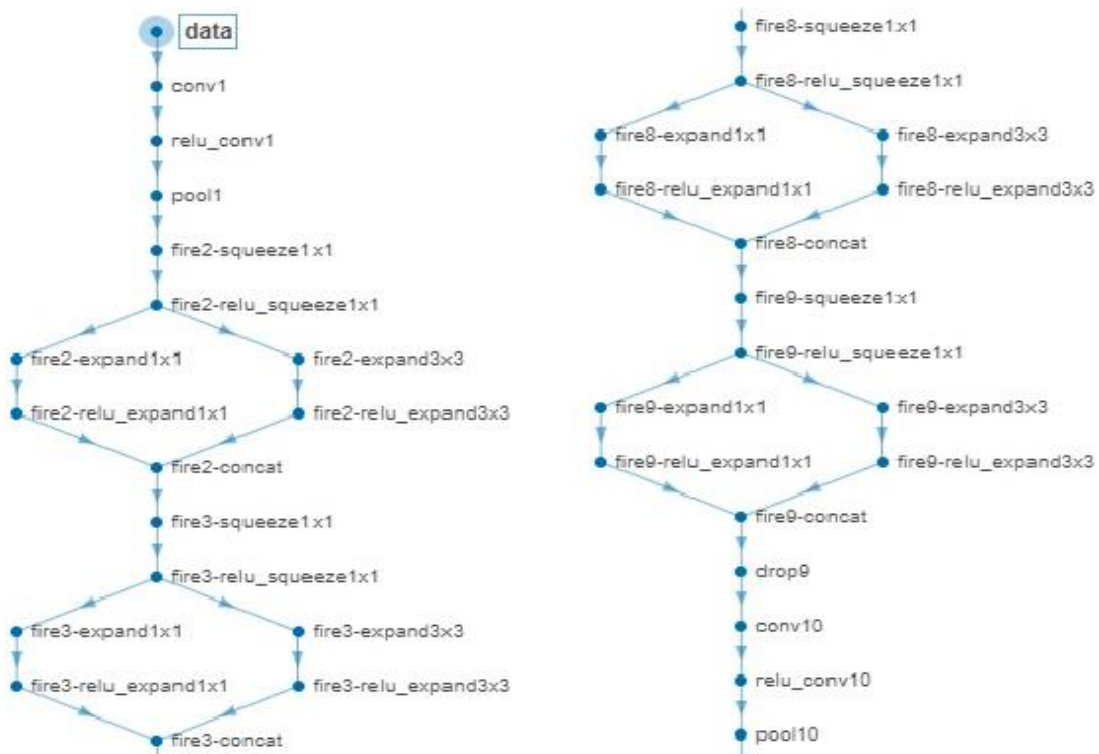 data
conv1
relu_conv1
pool1
fire2-squeeze1x1
fire2-relu_squeeze1x1
fire2-expand1x1
fire2-expand3x3
fire2-relu_expand1x1
fire2-relu_expand3x3
fire2-concat
fire3-squeeze1x1
fire3-relu_squeeze1x1
fire3-expand1x1
fire3-expand3x3
fire3-relu_expand1x1
fire3-relu_expand3x3
fire3-concat
fire8-squeeze1x1
fire8-relu_squeeze1x1
fire8-expand1x1
fire8-expand3x3
fire8-relu_expand1x1
fire8-relu_expand3x3
fire8-concat
fire9-squeeze1x1
fire9-relu_squeeze1x1
fire9-expand1x1
fire9-expand3x3
fire9-relu_expand1x1
fire9-relu_expand3x3
fire9-concat
drop9
conv10
relu_conv10
pool10